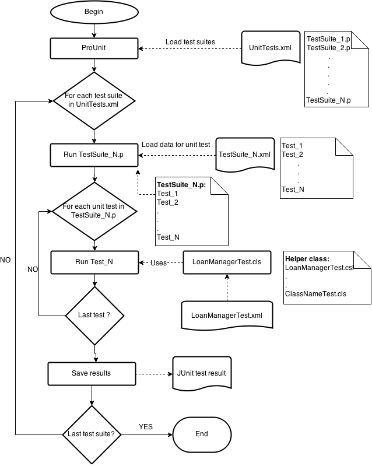 Begin
ProUnit
Load test suites
UnitTests.xml
TestSuite_1.p
TestSuite_2.p
.
.
.
.
TestSuite_N.p
For each test suite
in UnitTests.xml
Run TestSuite_N.p
Load data for unit test
TestSuite_N.xml
Test_1
Test_2
.
.
Test_N
For each unit test in
TestSuite_N.p
TestSuite_N.p:
Test_1
Test_2
.
.
Test_N
NO
NO
Run Test_N
Uses
LoanManagerTest.cls
Helper class:
LoanManagerTest.csl
.
.
ClassNameTest.cls
LoanManagerTest.xml
Last test ?
Save results
JUnit test result
Last test suite?
YES
End